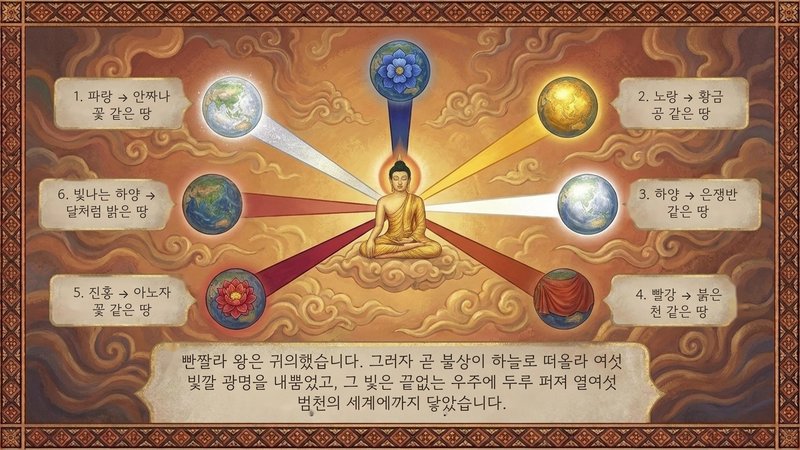 1. 파랑 → 안짜나
꽃 같은 땅
2. 노랑 → 황금
공 같은 땅
6. 빛나는 하양 →
달처럼 밝은 땅
3. 하양 → 은쟁반
같은 땅
5. 진홍 → 아노자
꽃 같은 땅
4. 빨강 → 붉은
천 같은 땅
빤짤라 왕은 귀의했습니다. 그러자 곧 불상이 하늘로 떠올라 여섯
빛깔 광명을 내뿜었고, 그 빛은 끝없는 우주에 두루 퍼져 열여섯
범천의 세계에까지 닿았습니다.